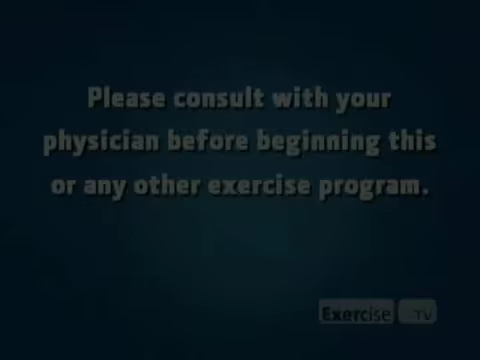 Please consult with your
physician before beginning this
or any other exercise program.
Exercise TV